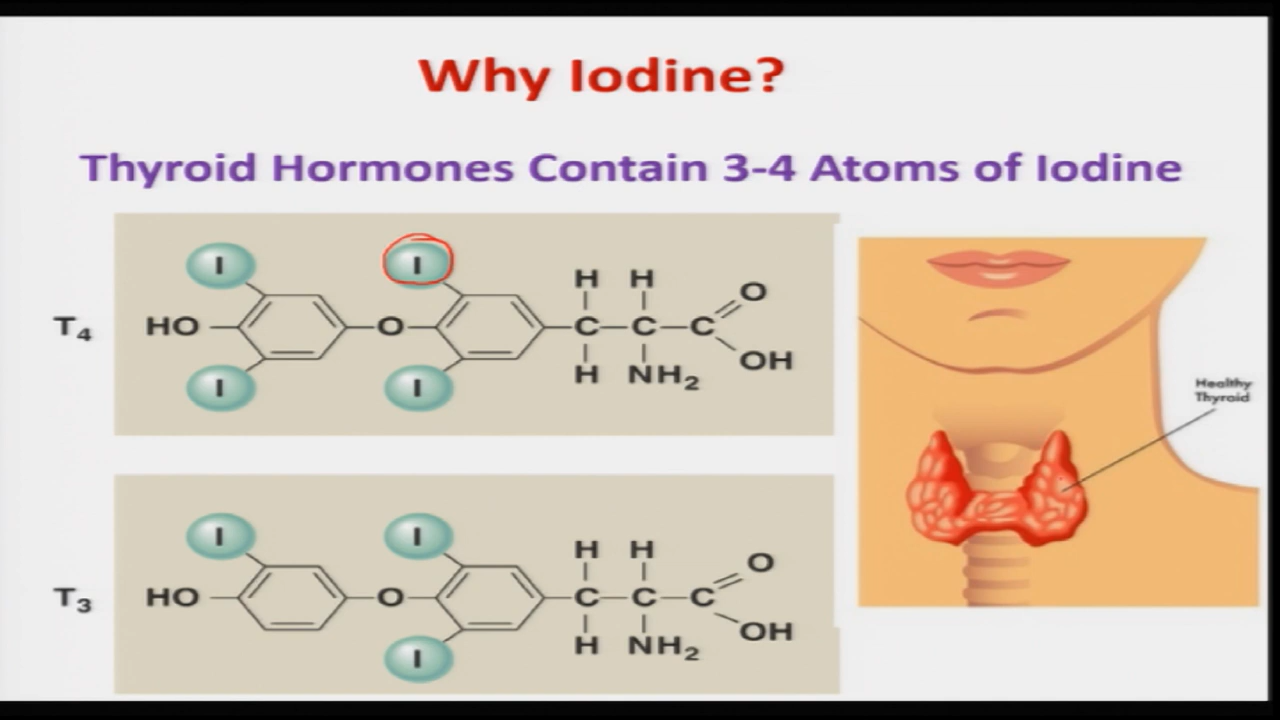 Why Iodine?
Thyroid Hormones Contain 3-4 Atoms of Iodine
I I
H H O
T₄ HO O C C C
I I H NH₂ OH
Healthy
Thyroid
I I
H H O
T₃ HO O C C C
I H NH₂ OH